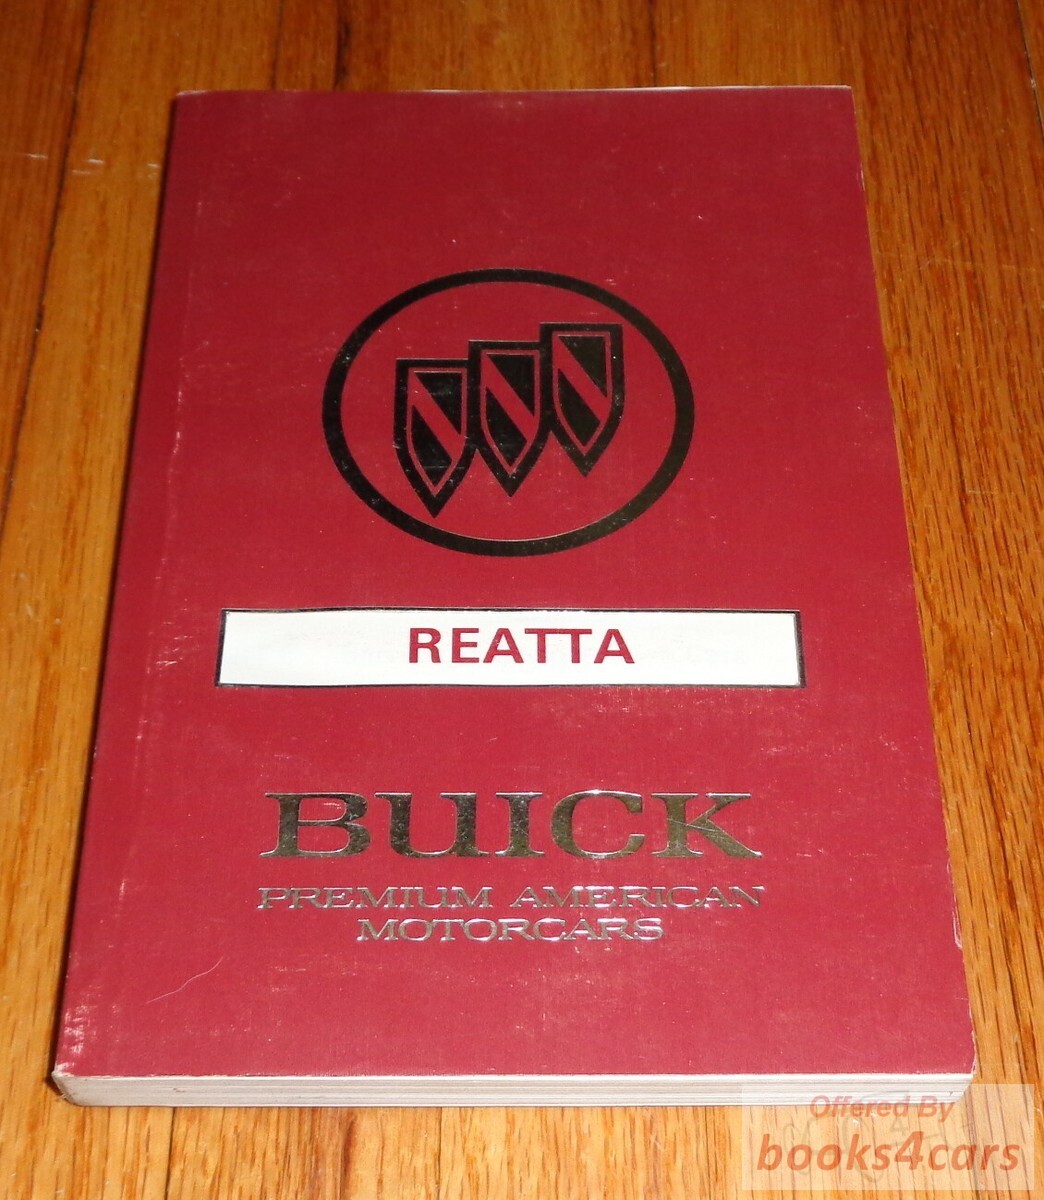 REATTA
BUICK
PREMIUM AMERICAN
MOTORCARS
Offered By
books4cars